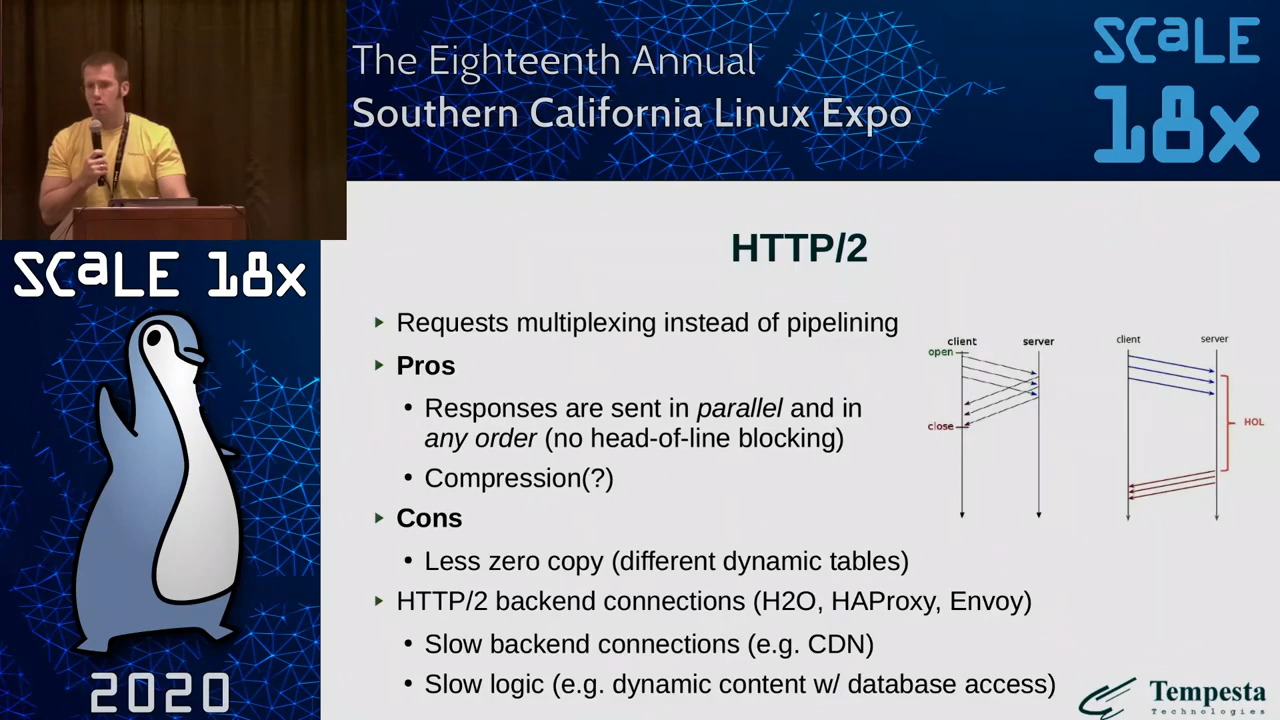 The Eighteenth Annual
Southern California Linux Expo
SCaLE
18x
SCaLE 18x
2020
HTTP/2
Requests multiplexing instead of pipelining
Pros
Responses are sent in parallel and in
any order (no head-of-line blocking)
Compression(?)
Cons
Less zero copy (different dynamic tables)
HTTP/2 backend connections (H2O, HAProxy, Envoy)
Slow backend connections (e.g. CDN)
Slow logic (e.g. dynamic content w/ database access)
client server
open
close
client server
HOL
Tempesta
Technologies